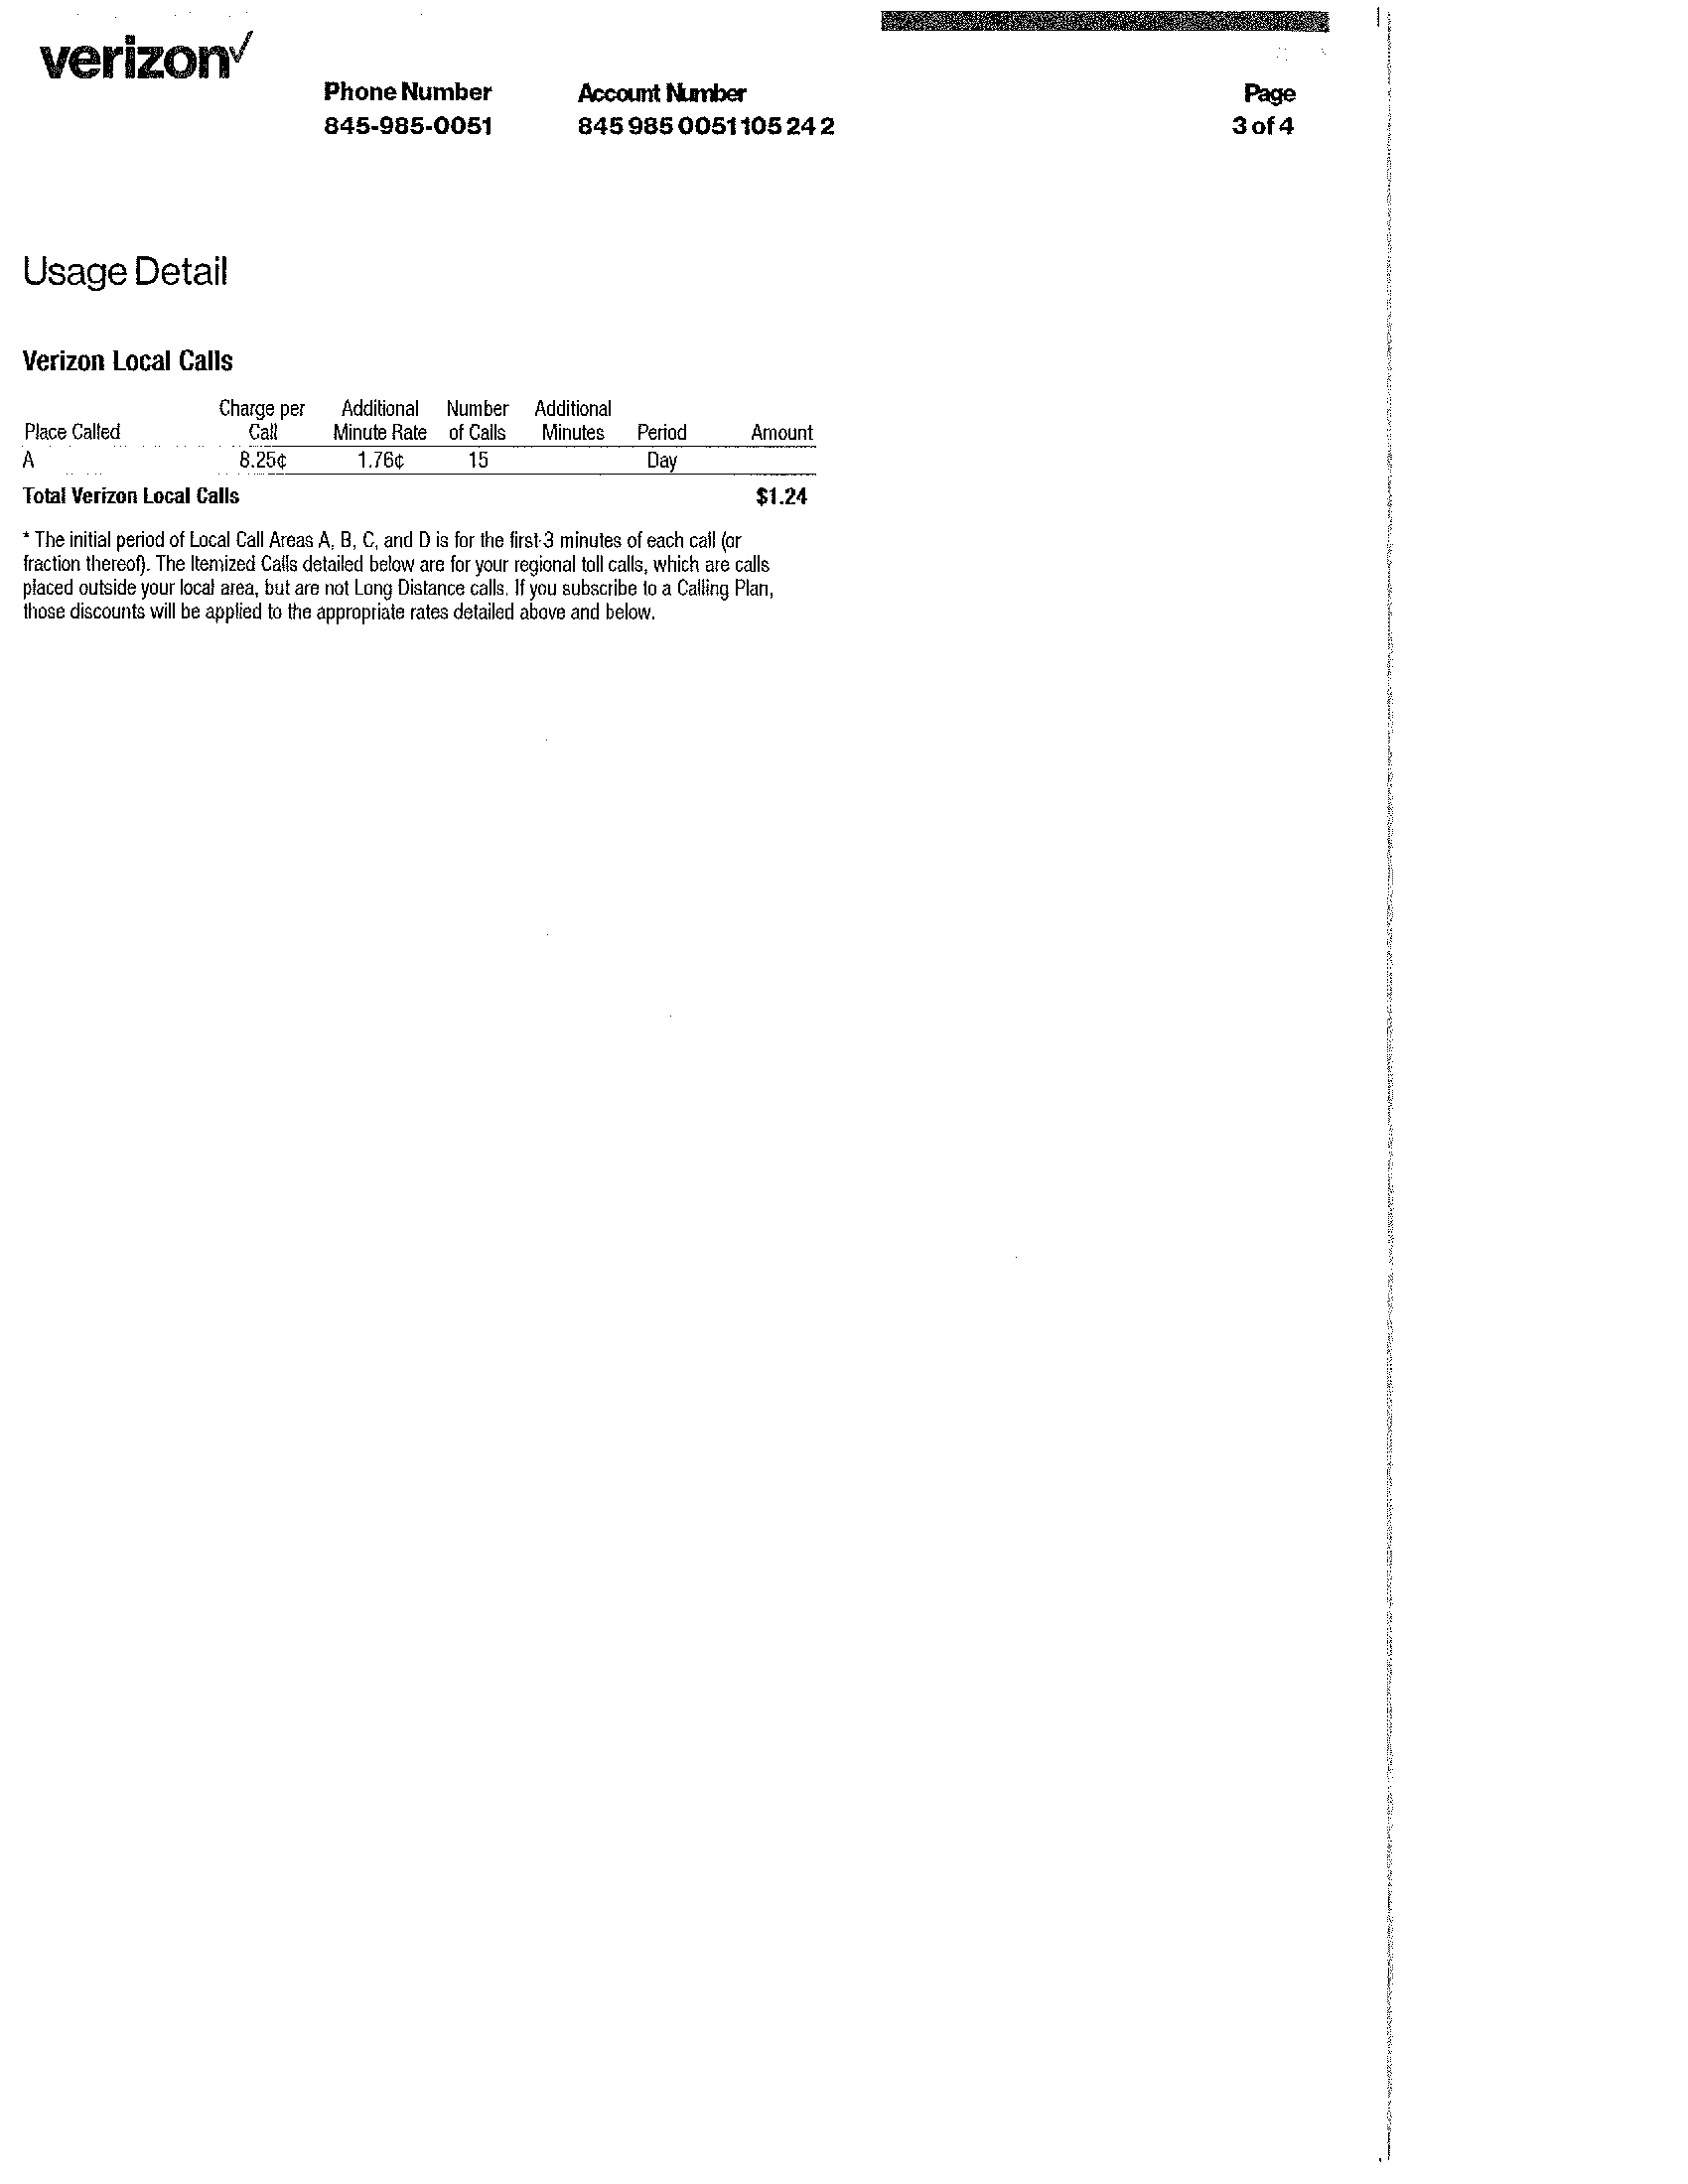 verizon
Phone Number Account Number Page
845-985-0051 845 985 0051 105 24 2 3 of 4
Usage Detail
Verizon Local Calls
Charge per Additional Number Additional
Place Called Call Minute Rate of Calls Minutes Period Amount
A 8.25¢ 1.76¢ 15 Day
Total Verizon Local Calls $1.24
* The initial period of Local Call Areas A, B, C, and D is for the first 3 minutes of each call (or
fraction thereof). The Itemized Calls detailed below are for your regional toll calls, which are calls
placed outside your local area, but are not Long Distance calls. If you subscribe to a Calling Plan,
those discounts will be applied to the appropriate rates detailed above and below.